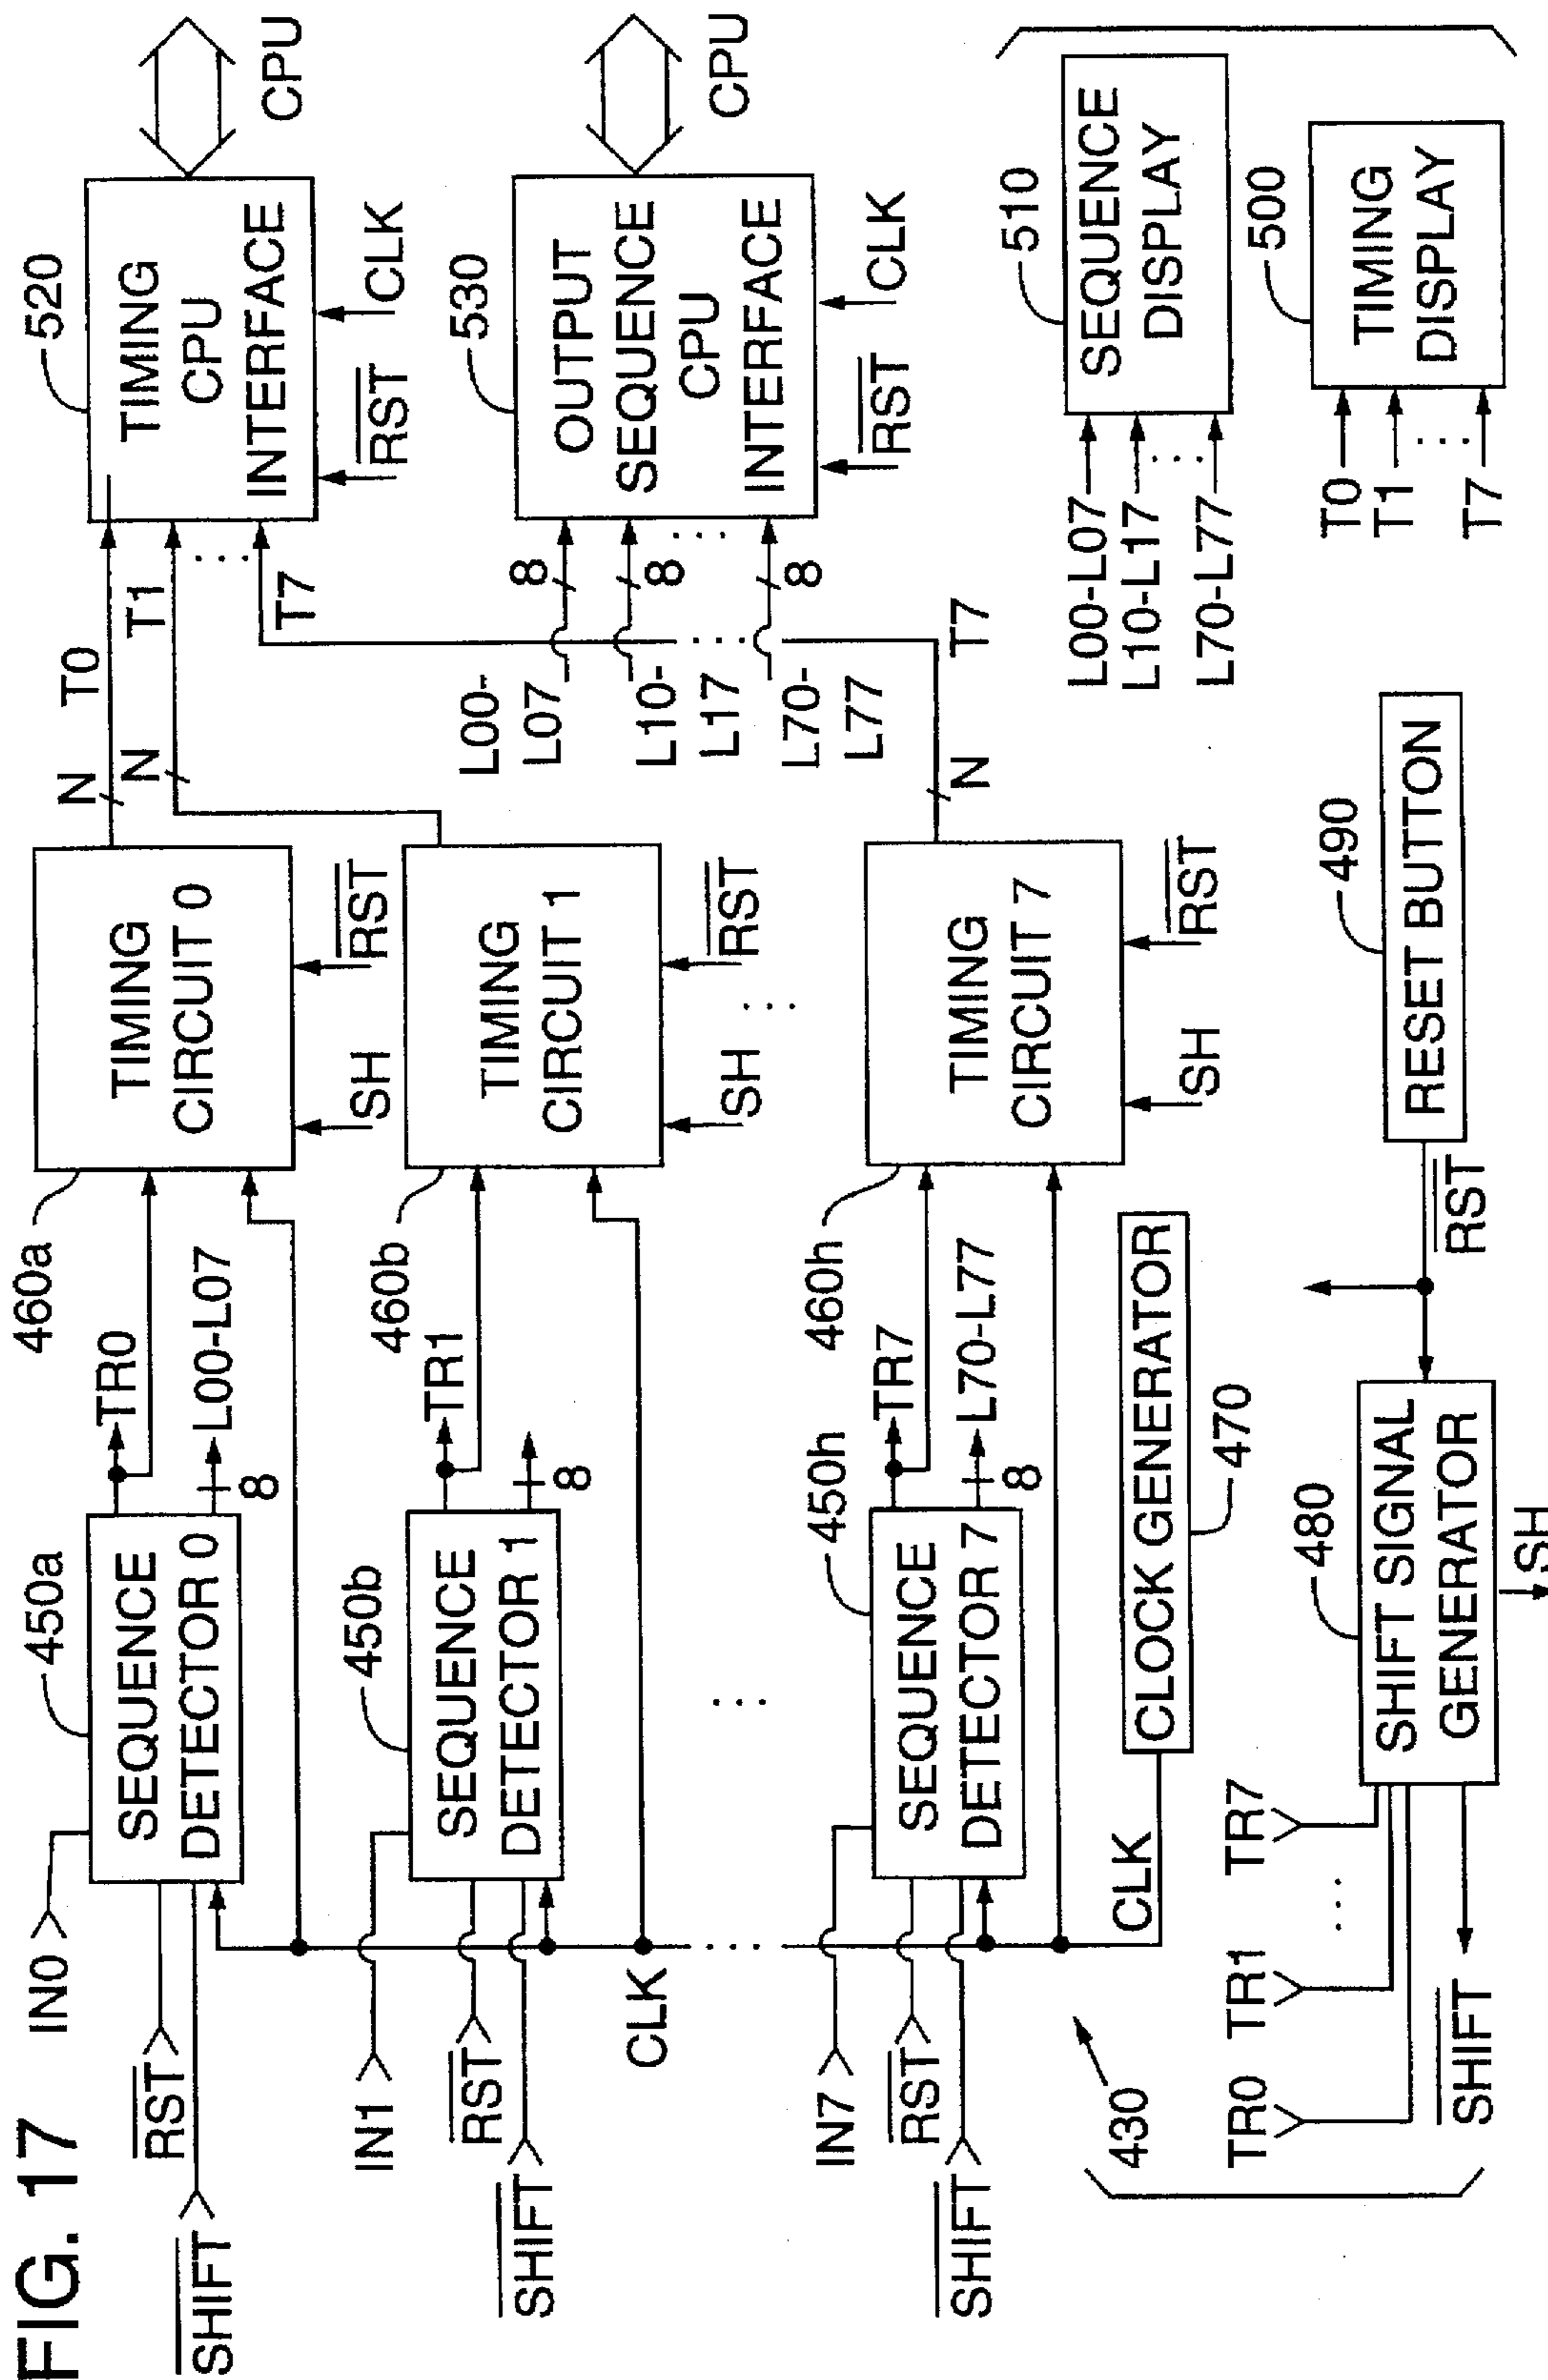 FIG. 17
IN0
RST
SHIFT
450a
SEQUENCE
DETECTOR 0
TR0
L00-L07
8
460a
TIMING
CIRCUIT 0
SH
RST
N
T0
N
T1
T7
520
TIMING
CPU
INTERFACE
RST
CLK
CPU
IN1
RST
SHIFT
450b
SEQUENCE
DETECTOR 1
TR1
8
460b
TIMING
CIRCUIT 1
SH
RST
. . .
CLK
. . .
L00-
L07
8
L10-
L17
8
. . .
L70-
L77
8
530
OUTPUT
SEQUENCE
CPU
INTERFACE
RST
CLK
CPU
IN7
RST
SHIFT
450h
SEQUENCE
DETECTOR 7
TR7
L70-L77
8
460h
TIMING
CIRCUIT 7
SH
RST
N
T7
CLK
CLOCK GENERATOR
470
430
TR0
TR1
. . .
TR7
SHIFT
480
SHIFT SIGNAL
GENERATOR
SH
RST
490
RESET BUTTON
510
SEQUENCE
DISPLAY
L00-L07
L10-L17
. . .
L70-L77
500
TIMING
DISPLAY
T0
T1
. . .
T7